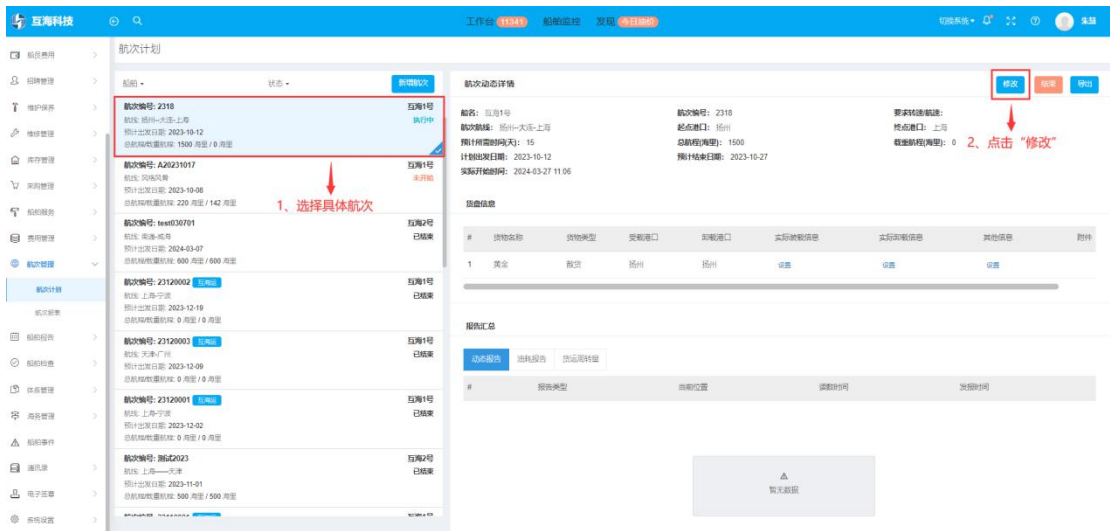 互海科技
工作台 11341 船舶监控 发现 今日油价
切换系统
航次计划
船员费用
招聘管理
维护保养
维修管理
库存管理
采购管理
船舶服务
费用管理
航次管理
航次计划
航次报表
船舶报告
船舶检查
体系管理
海务管理
船舶事件
通讯录
电子签章
系统设置
船舶 状态 新增航次
航次编号: 2318 互海1号
航线: 扬州--大连-上海 执行中
预计出发日期: 2023-10-12
总航程/载重航程: 1500 海里 / 0 海里
航次编号: A20231017 互海1号
未开始
预计出发日期: 2023-10-08
总航程/载重航程: 220 海里 / 142 海里
1、选择具体航次
航次编号: test030701 互海2号
航线: 南通-威海 已结束
预计出发日期: 2024-03-07
总航程/载重航程: 600 海里 / 600 海里
航次编号: 23120002 互海运 互海1号
航线: 上海-宁波 已结束
预计出发日期: 2023-12-19
总航程/载重航程: 0 海里 / 0 海里
航次编号: 23120003 互海运 互海1号
航线: 天津-广州 已结束
预计出发日期: 2023-12-09
总航程/载重航程: 0 海里 / 0 海里
航次编号: 23120001 互海运 互海1号
航线: 上海-宁波 已结束
预计出发日期: 2023-12-02
总航程/载重航程: 0 海里 / 0 海里
航次编号: 测试2023 互海2号
航线: 上海——天津 已结束
预计出发日期: 2023-11-01
总航程/载重航程: 500 海里 / 500 海里
航次动态详情 修改 结束 导出
船名: 互海1号 航次编号: 2318 要求转速/航速:
航次航线: 扬州--大连-上海 起点港口: 扬州 终点港口: 上海
预计所需时间(天): 15 总航程(海里): 1500 载重航程(海里): 0
计划出发日期: 2023-10-12 预计结束日期: 2023-10-27
实际开始时间: 2024-03-27 11:06
2、点击“修改”
货盘信息
# 货物名称 货物类型 受载港口 卸载港口 实际装载信息 实际卸载信息 其他信息 附件
1 黄金 散货 扬州 扬州 设置 设置 设置
报告汇总
动态报告 油耗报告 货运周转量
# 报告类型 当前位置 读数时间 发报时间
暂无数据